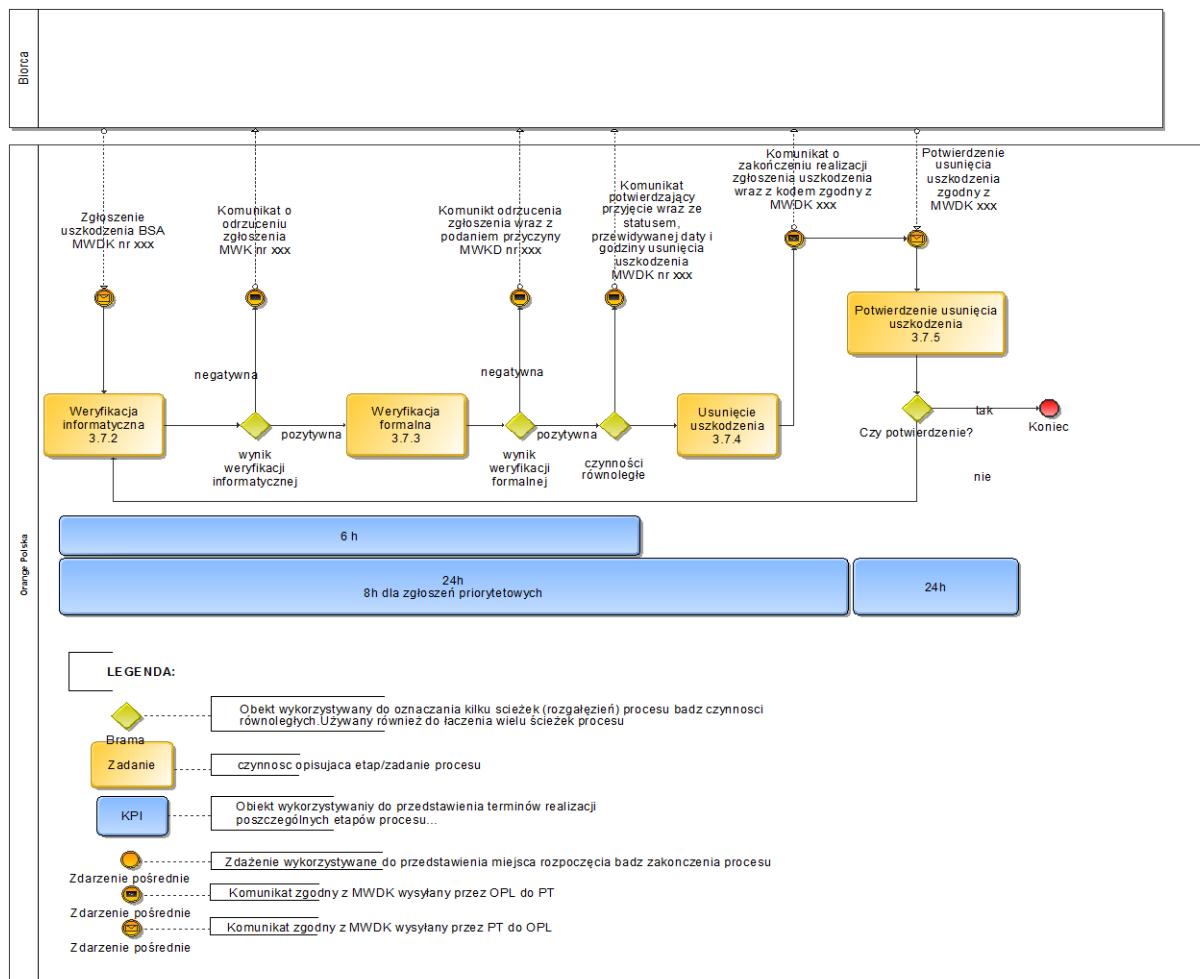 Biorca
Orange Polska
Zgłoszenie
uszkodzenia BSA
MWDK nr xxx
Komunikat o
odrzuceniu
zgłoszenia
MWK nr xxx
Komunikt odrzucenia
zgłoszenia wraz z
podaniem przyczyny
MWKD nr xxx
Komunikat
potwierdzający
przyjęcie wraz ze
statusem,
przewidywanej daty i
godziny usunięcia
uszkodzenia
MWDK nr xxx
Komunikat o
zakończeniu realizacji
zgłoszenia uszkodzenia
wraz z kodem zgodny z
MWDK xxx
Potwierdzenie
usunięcia
uszkodzenia
zgodny z
MWDK xxx
Potwierdzenie usunięcia
uszkodzenia
3.7.5
negatywna
negatywna
Weryfikacja
informatyczna
3.7.2
pozytywna
wynik
weryfikacji
informatycznej
Weryfikacja
formalna
3.7.3
pozytywna
wynik
weryfikacji
formalnej
czynności
równoległe
Usunięcie
uszkodzenia
3.7.4
Czy potwierdzenie?
tak
Koniec
nie
6 h
24h
8h dla zgłoszeń priorytetowych
24h
LEGENDA:
Brama
Obekt wykorzystywany do oznaczania kilku scieżek (rozgałęzień) procesu badz czynnosci
równoległych.Używany również do łaczenia wielu ścieżek procesu
Zadanie
czynnosc opisujaca etap/zadanie procesu
KPI
Obiekt wykorzystywaniy do przedstawienia terminów realizacji
poszczególnych etapów procesu...
Zdarzenie pośrednie
Zdażenie wykorzystywane do przedstawienia miejsca rozpoczęcia badz zakonczenia procesu
Zdarzenie pośrednie
Komunikat zgodny z MWDK wysyłany przez OPL do PT
Zdarzenie pośrednie
Komunikat zgodny z MWDK wysyłany przez PT do OPL